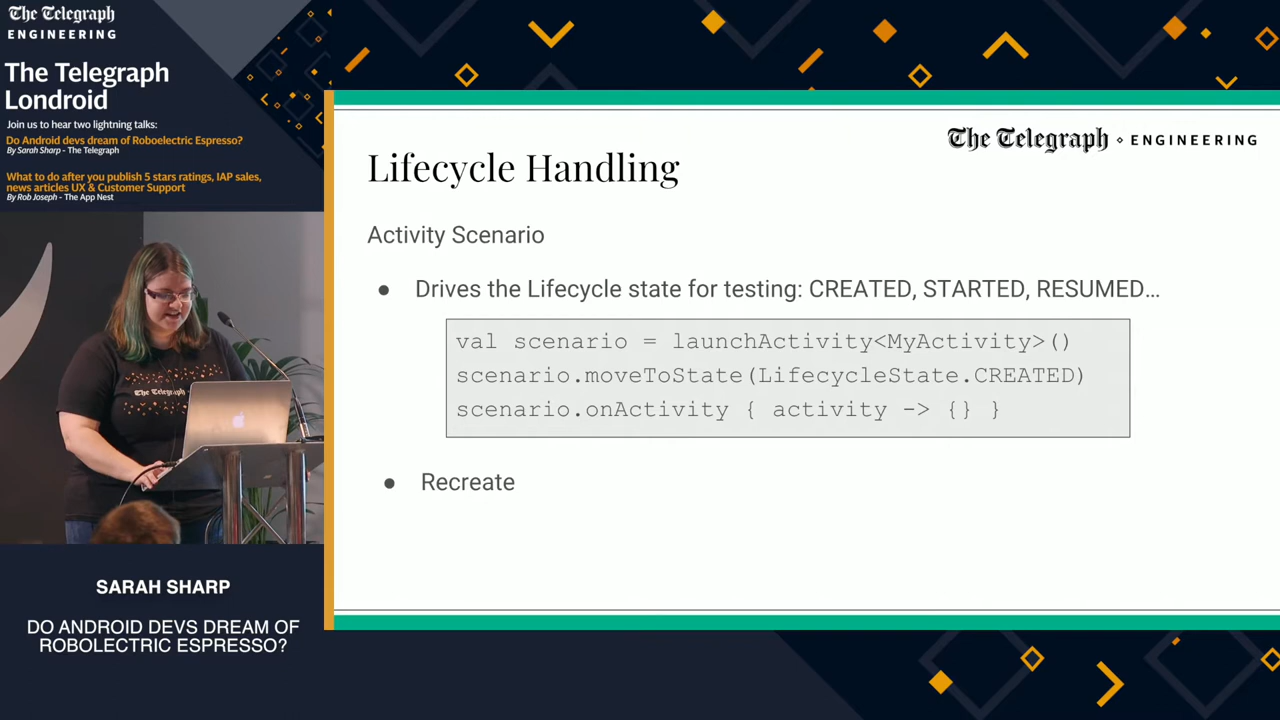 The Telegraph
ENGINEERING
The Telegraph
Londroid
Join us to hear two lightning talks:
Do Android devs dream of Roboelectric Espresso?
By Sarah Sharp - The Telegraph
What to do after you publish 5 stars ratings, IAP sales,
news articles UX & Customer Support
By Rob Joseph - The App Nest
The Telegraph
SARAH SHARP
DO ANDROID DEVS DREAM OF
ROBOLECTRIC ESPRESSO?
The Telegraph ENGINEERING
Lifecycle Handling
Activity Scenario
● Drives the Lifecycle state for testing: CREATED, STARTED, RESUMED…
val scenario = launchActivity<MyActivity>()
scenario.moveToState(LifecycleState.CREATED)
scenario.onActivity { activity -> {} }
● Recreate